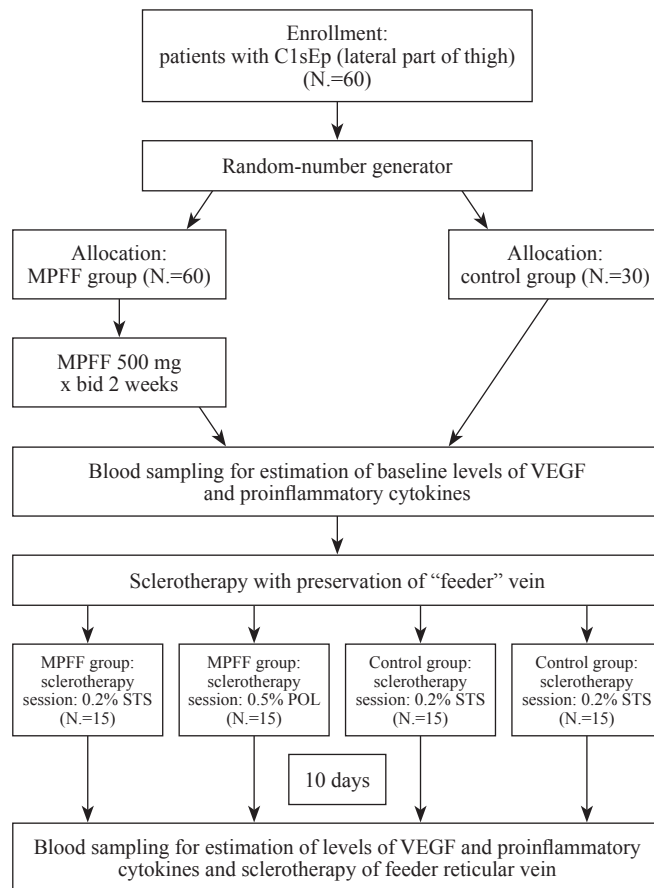 Enrollment:
patients with C1sEp (lateral part of thigh)
(N.=60)
Random-number generator
Allocation:
MPFF group (N.=60)
Allocation:
control group (N.=30)
MPFF 500 mg
x bid 2 weeks
Blood sampling for estimation of baseline levels of VEGF
and proinflammatory cytokines
Sclerotherapy with preservation of “feeder” vein
MPFF group:
sclerotherapy
session: 0.2% STS
(N.=15)
MPFF group:
sclerotherapy
session: 0.5% POL
(N.=15)
Control group:
sclerotherapy
session: 0.2% STS
(N.=15)
Control group:
sclerotherapy
session: 0.2% STS
(N.=15)
10 days
Blood sampling for estimation of levels of VEGF and proinflammatory
cytokines and sclerotherapy of feeder reticular vein